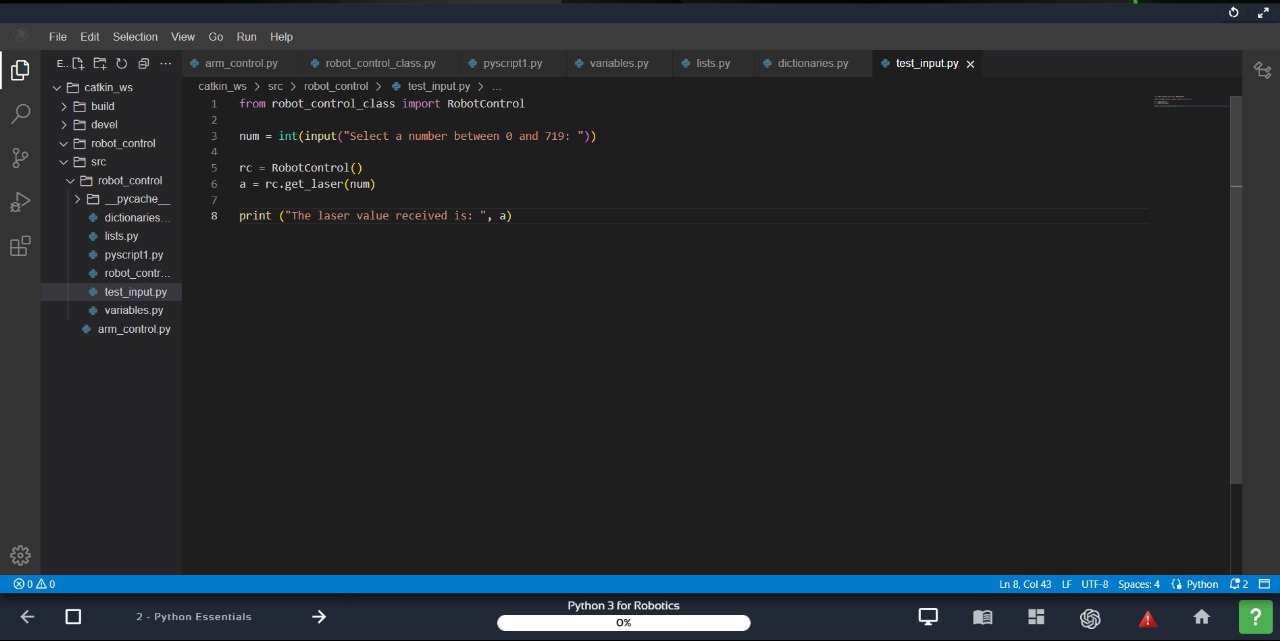 File Edit Selection View Go Run Help
E.. ...
arm_control.py robot_control_class.py pyscript1.py variables.py lists.py dictionaries.py test_input.py
catkin_ws > src > robot_control > test_input.py > ...
catkin_ws
build
devel
robot_control
src
robot_control
__pycache__
dictionaries...
lists.py
pyscript1.py
robot_contr...
test_input.py
variables.py
arm_control.py
1 from robot_control_class import RobotControl
2
3 num = int(input("Select a number between 0 and 719: "))
4
5 rc = RobotControl()
6 a = rc.get_laser(num)
7
8 print ("The laser value received is: ", a)
0 0 Ln 8, Col 43 LF UTF-8 Spaces: 4 Python 2
2 - Python Essentials
Python 3 for Robotics
0%
?